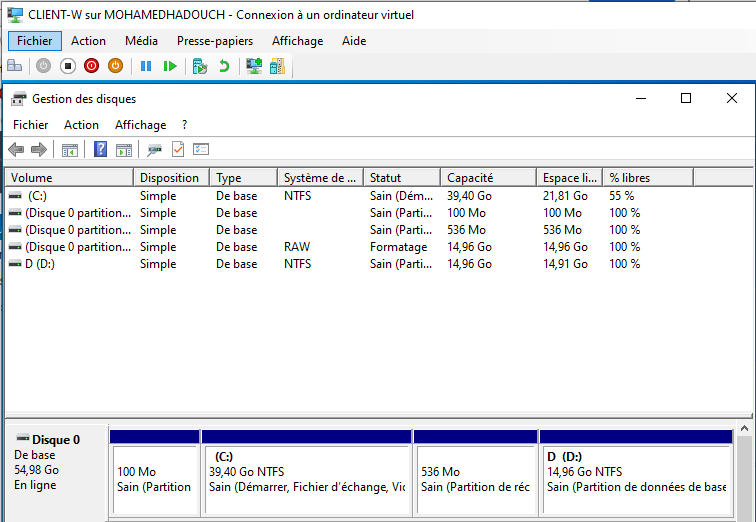 CLIENT-W sur MOHAMEDHADOUCH - Connexion à un ordinateur virtuel
Fichier Action Média Presse-papiers Affichage Aide
Gestion des disques
Fichier Action Affichage ?
Volume Disposition Type Système de ... Statut Capacité Espace li... % libres
(C:) Simple De base NTFS Sain (Dém... 39,40 Go 21,81 Go 55 %
(Disque 0 partition... Simple De base Sain (Parti... 100 Mo 100 Mo 100 %
(Disque 0 partition... Simple De base Sain (Parti... 536 Mo 536 Mo 100 %
(Disque 0 partition... Simple De base RAW Formatage 14,96 Go 14,96 Go 100 %
D (D:) Simple De base NTFS Sain (Parti... 14,96 Go 14,91 Go 100 %
Disque 0
De base
54,98 Go
En ligne
100 Mo
Sain (Partition
(C:)
39,40 Go NTFS
Sain (Démarrer, Fichier d'échange, Vic
536 Mo
Sain (Partition de réc
D (D:)
14,96 Go NTFS
Sain (Partition de données de base